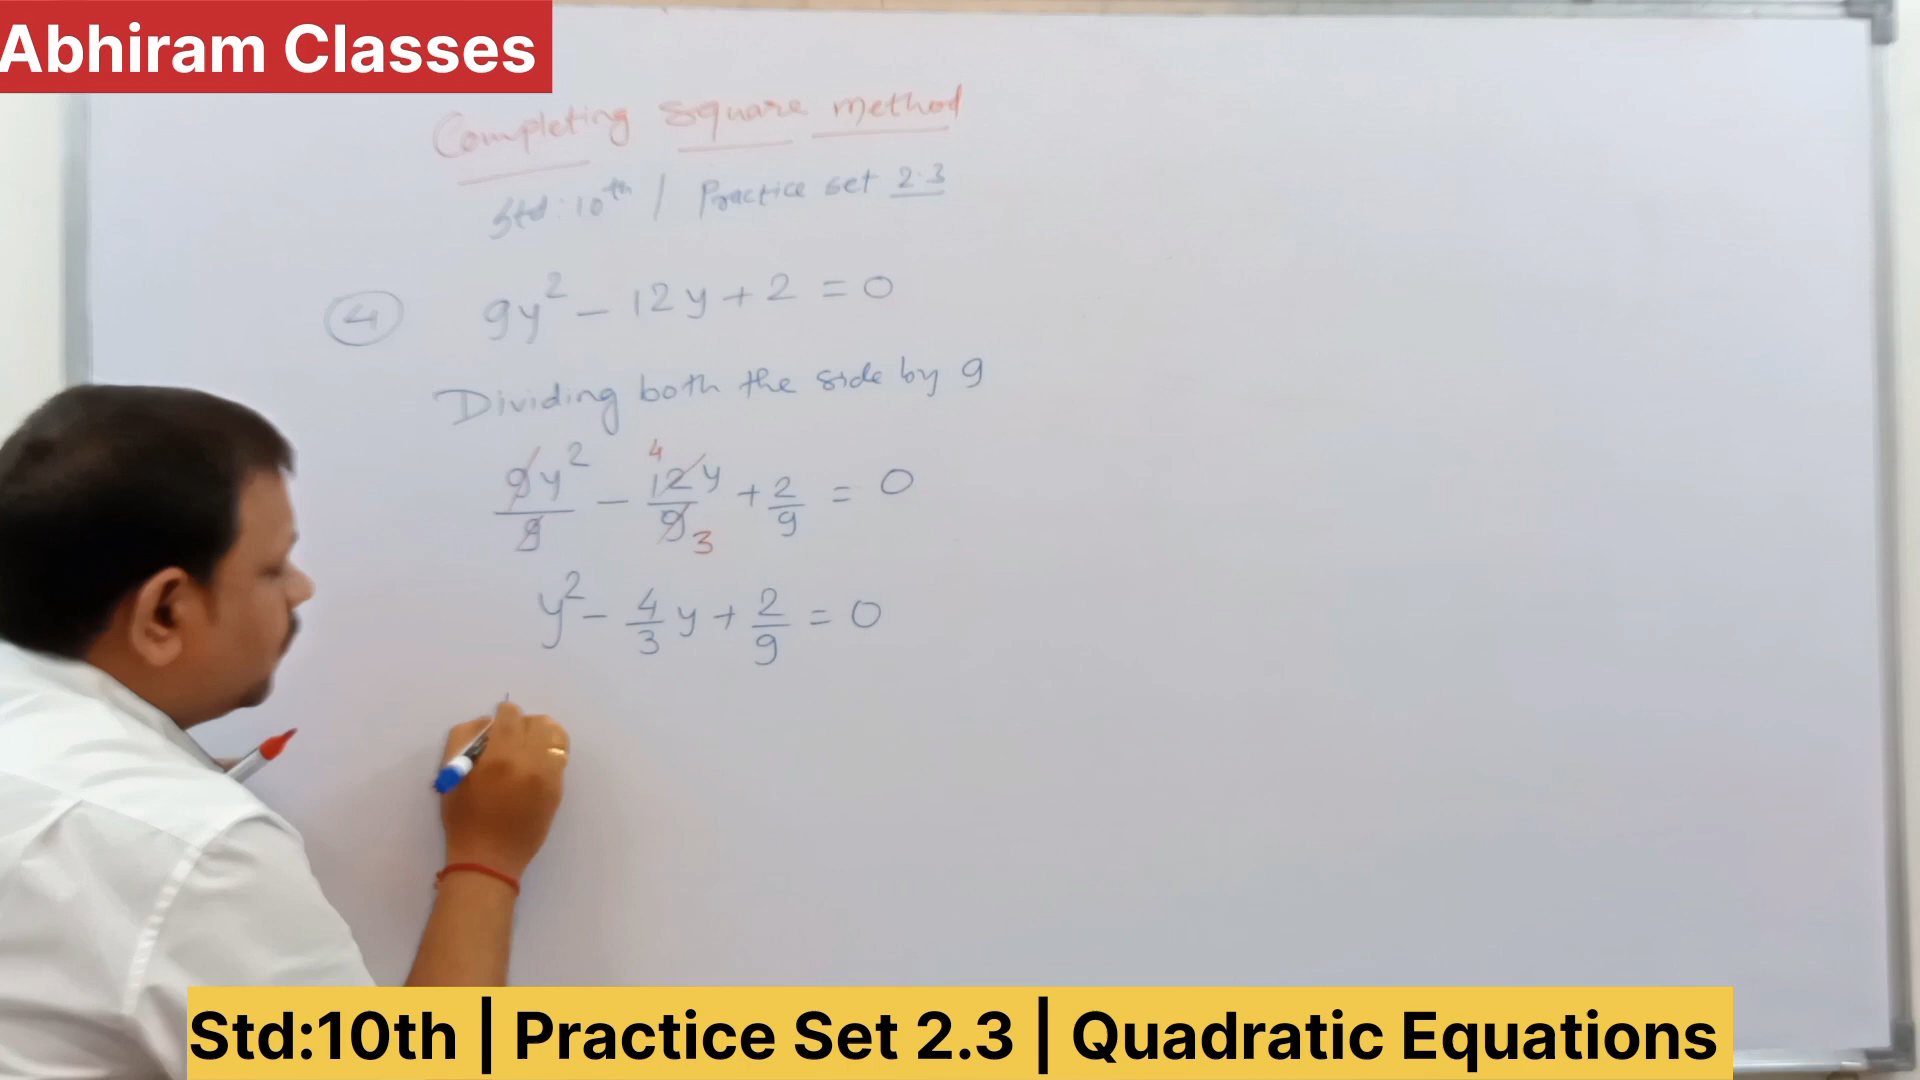 Abhiram Classes
Completing square method
Std: 10th / Practice set 2.3
4 9y² - 12y + 2 = 0
Dividing both the side by 9
9y²/9 - 12y/9 + 2/9 = 0 4 3
y² - 4/3 y + 2/9 = 0
Std:10th | Practice Set 2.3 | Quadratic Equations